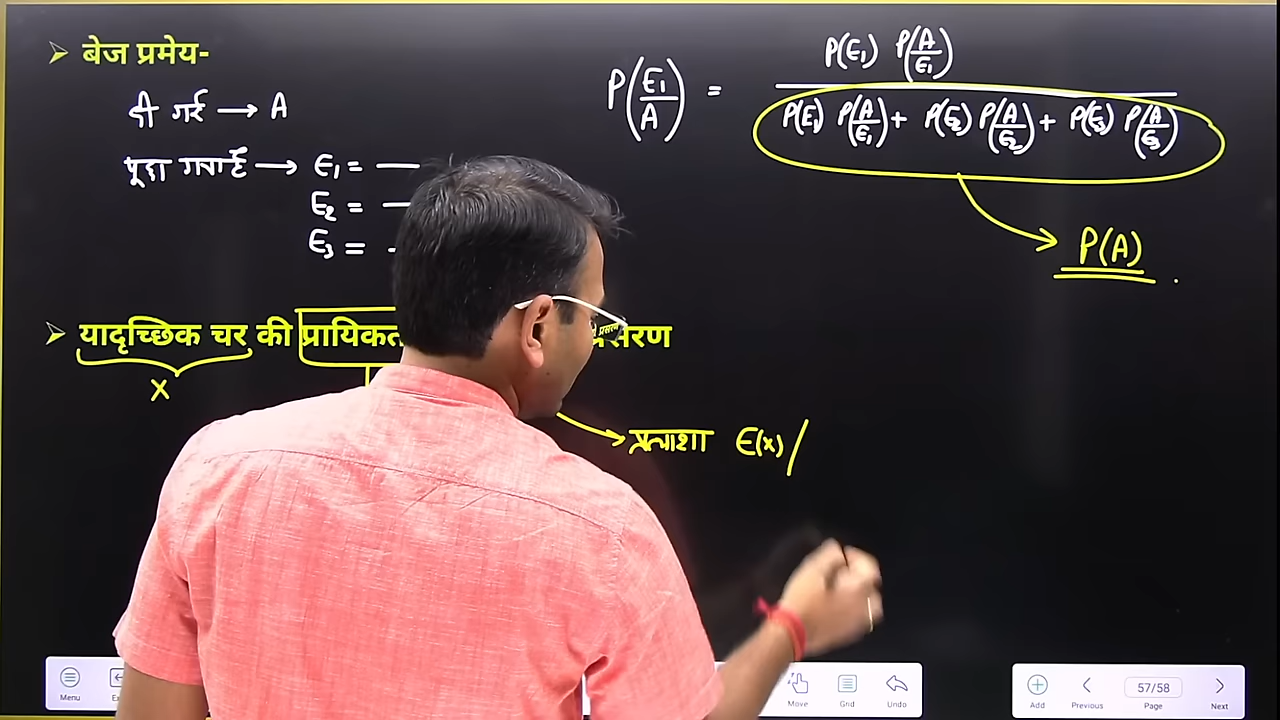 ➤ बेज प्रमेय-
दी गई → A
P(E₁/A) = P(E₁) P(A/E₁) / P(E₁) P(A/E₁) + P(E₂) P(A/E₂) + P(E₃) P(A/E₃)
→ E₁ = —
E₂ = —
E₃ = -
P(A)
➤ यादृच्छिक चर की प्रायिकत
X
प्रत्याशा E(x) /
Menu
Move
Grid
Undo
Add
Previous
57/58
Page
Next